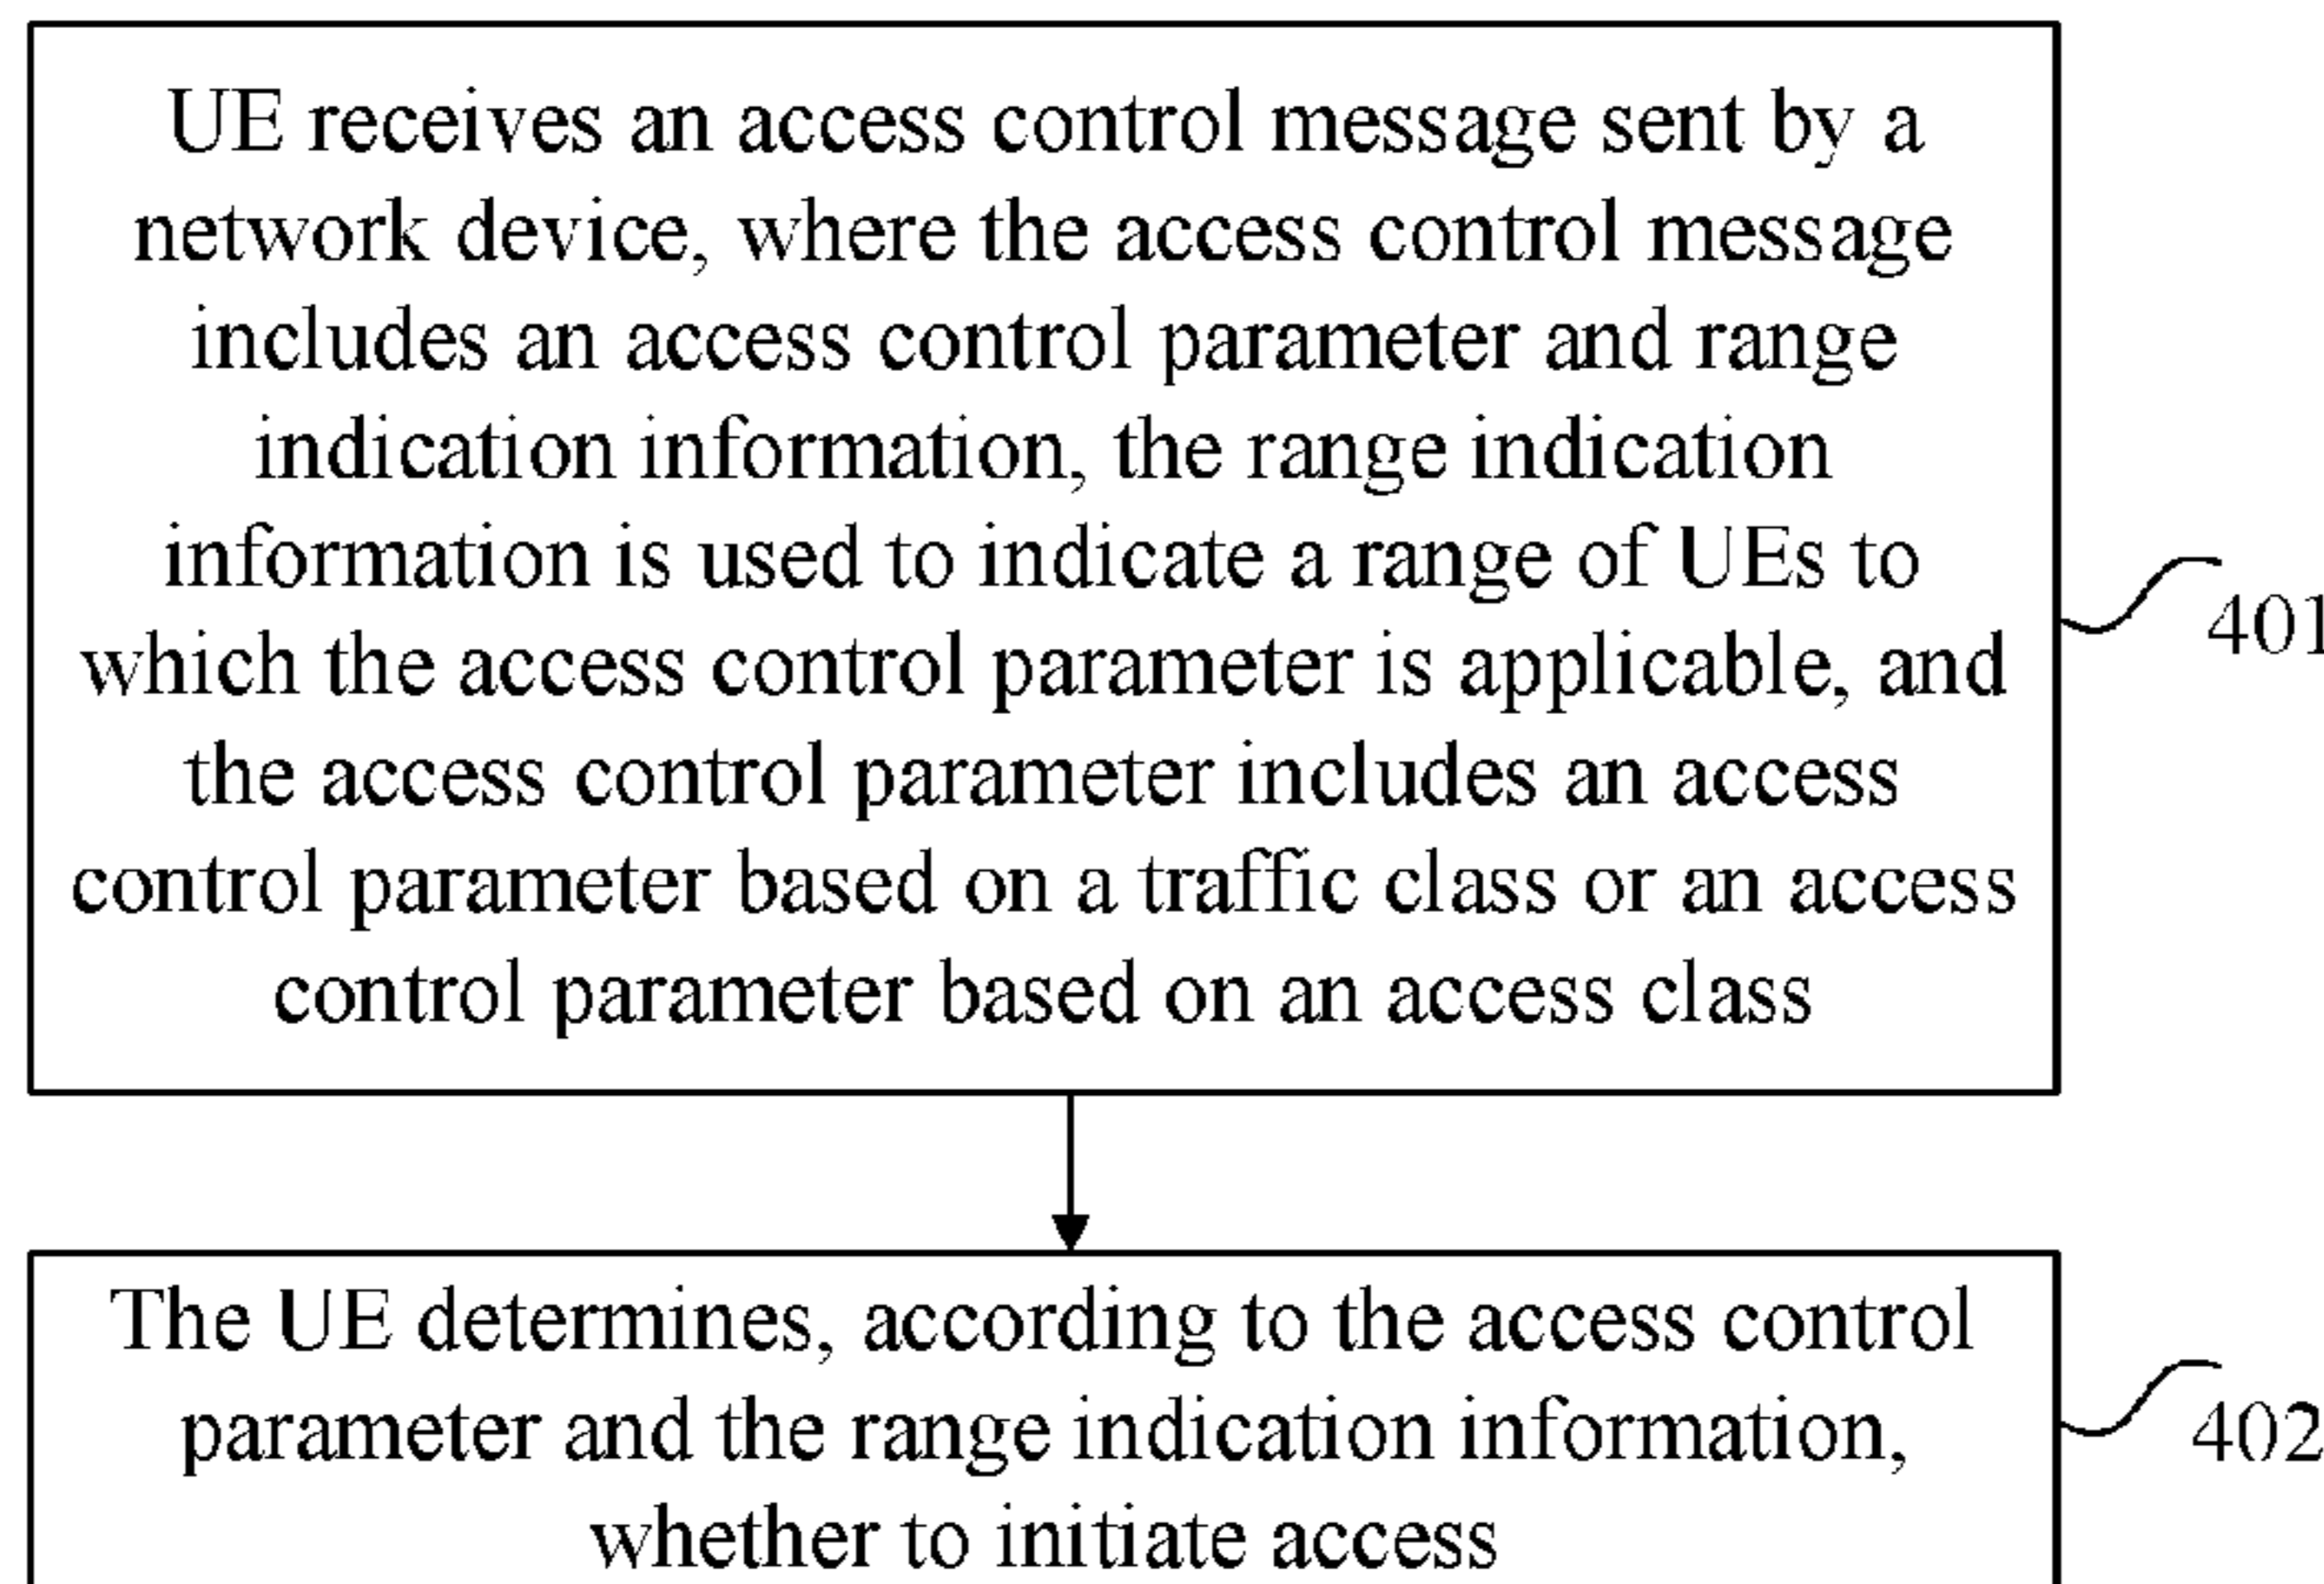 UE receives an access control message sent by a
network device, where the access control message
includes an access control parameter and range
indication information, the range indication
information is used to indicate a range of UEs to
which the access control parameter is applicable, and
the access control parameter includes an access
control parameter based on a traffic class or an access
control parameter based on an access class
401
The UE determines, according to the access control
parameter and the range indication information,
whether to initiate access
402